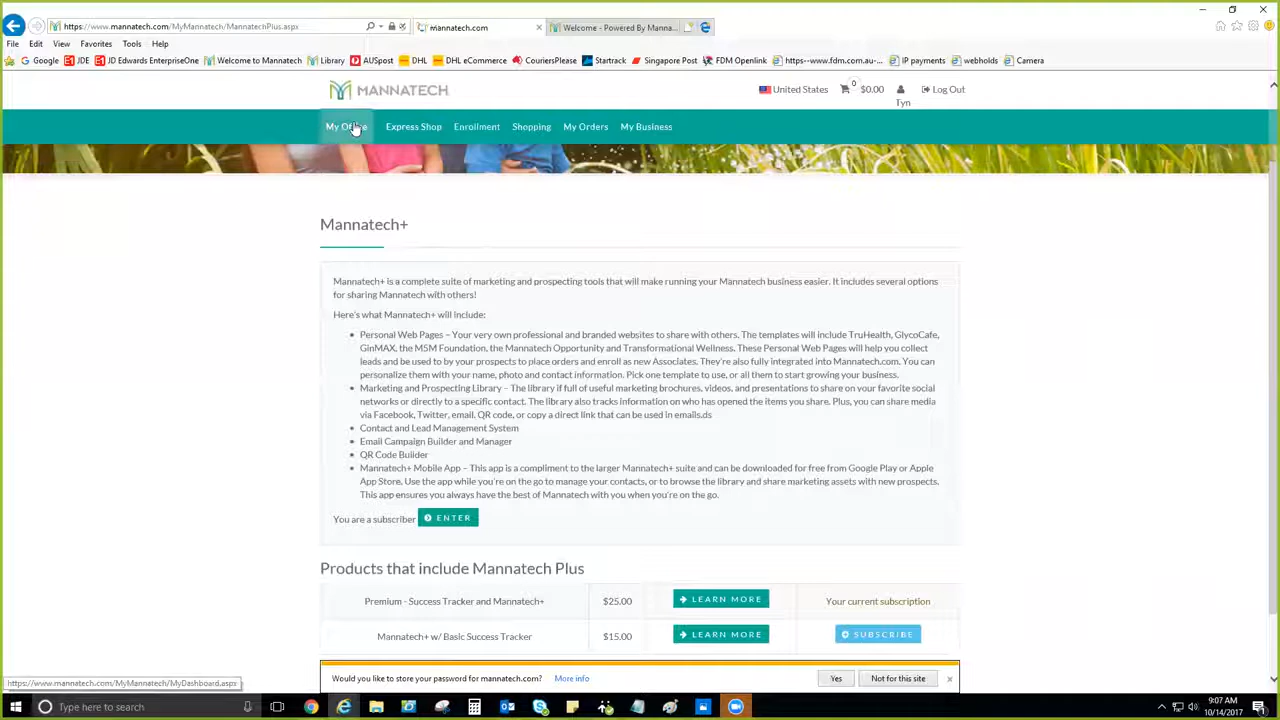 https://www.mannatech.com/MyMannatech/MannatechPlus.aspx
mannatech.com
Welcome - Powered By Manna...
File Edit View Favorites Tools Help
Google JDE JD Edwards EnterpriseOne Welcome to Mannatech Library AUSpost DHL DHL eCommerce CouriersPlease Startrack Singapore Post FDM Openlink https--www.fdm.com.au-... IP payments webholds Camera
MANNATECH
United States 0 $0.00 Tyn Log Out
My Office Express Shop Enrollment Shopping My Orders My Business
Mannatech+
Mannatech+ is a complete suite of marketing and prospecting tools that will make running your Mannatech business easier. It includes several options
for sharing Mannatech with others!
Here's what Mannatech+ will include:
• Personal Web Pages – Your very own professional and branded websites to share with others. The templates will include TruHealth, GlycoCafe,
GinMAX, the MSM Foundation, the Mannatech Opportunity and Transformational Wellness. These Personal Web Pages will help you collect
leads and be used to by your prospects to place orders and enroll as new Associates. They're also fully integrated into Mannatech.com. You can
personalize them with your name, photo and contact information. Pick one template to use, or all them to start growing your business.
• Marketing and Prospecting Library – The library if full of useful marketing brochures, videos, and presentations to share on your favorite social
networks or directly to a specific contact. The library also tracks information on who has opened the items you share. Plus, you can share media
via Facebook, Twitter, email, QR code, or copy a direct link that can be used in emails.ds
• Contact and Lead Management System
• Email Campaign Builder and Manager
• QR Code Builder
• Mannatech+ Mobile App – This app is a compliment to the larger Mannatech+ suite and can be downloaded for free from Google Play or Apple
App Store. Use the app while you're on the go to manage your contacts, or to browse the library and share marketing assets with new prospects.
This app ensures you always have the best of Mannatech with you when you're on the go.
You are a subscriber ENTER
Products that include Mannatech Plus
Premium - Success Tracker and Mannatech+ $25.00 LEARN MORE Your current subscription
Mannatech+ w/ Basic Success Tracker $15.00 LEARN MORE SUBSCRIBE
Would you like to store your password for mannatech.com? More info Yes Not for this site
https://www.mannatech.com/MyMannatech/MyDashboard.aspx
Type here to search
9:07 AM
10/14/2017